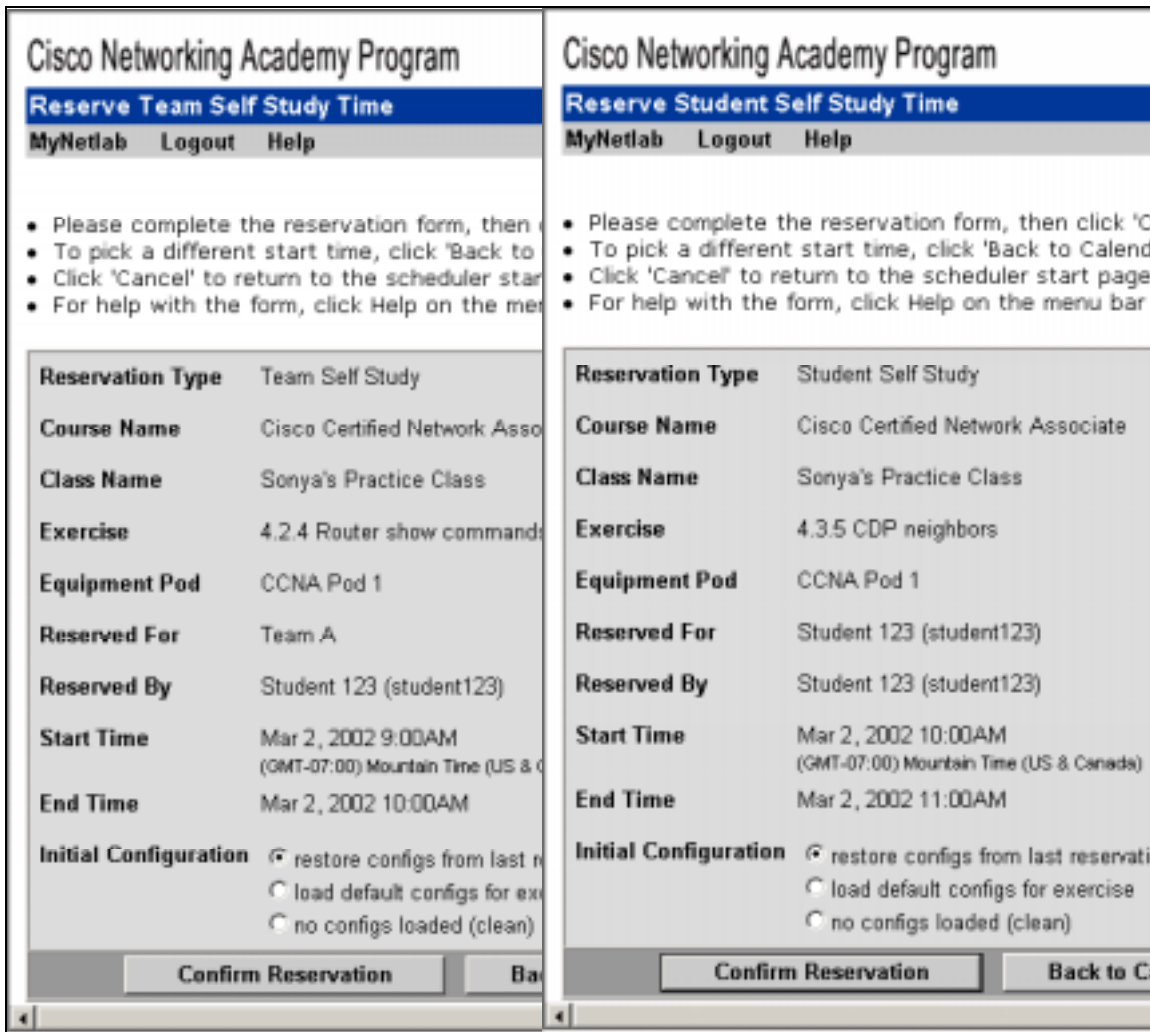 Cisco Networking Academy Program
Reserve Team Self Study Time
MyNetlab Logout Help
• Please complete the reservation form, then
• To pick a different start time, click 'Back to
• Click 'Cancel' to return to the scheduler star
• For help with the form, click Help on the me
Reservation Type Team Self Study
Course Name Cisco Certified Network Asso
Class Name Sonya's Practice Class
Exercise 4.2.4 Router show commands
Equipment Pod CCNA Pod 1
Reserved For Team A
Reserved By Student 123 (student123)
Start Time Mar 2, 2002 9:00AM
(GMT-07:00) Mountain Time (US &
End Time Mar 2, 2002 10:00AM
Initial Configuration restore configs from last r
load default configs for ex
no configs loaded (clean)
Confirm Reservation Ba
Cisco Networking Academy Program
Reserve Student Self Study Time
MyNetlab Logout Help
• Please complete the reservation form, then click 'C
• To pick a different start time, click 'Back to Calend
• Click 'Cancel' to return to the scheduler start page
• For help with the form, click Help on the menu bar
Reservation Type Student Self Study
Course Name Cisco Certified Network Associate
Class Name Sonya's Practice Class
Exercise 4.3.5 CDP neighbors
Equipment Pod CCNA Pod 1
Reserved For Student 123 (student123)
Reserved By Student 123 (student123)
Start Time Mar 2, 2002 10:00AM
(GMT-07:00) Mountain Time (US & Canada)
End Time Mar 2, 2002 11:00AM
Initial Configuration restore configs from last reservati
load default configs for exercise
no configs loaded (clean)
Confirm Reservation Back to Ca